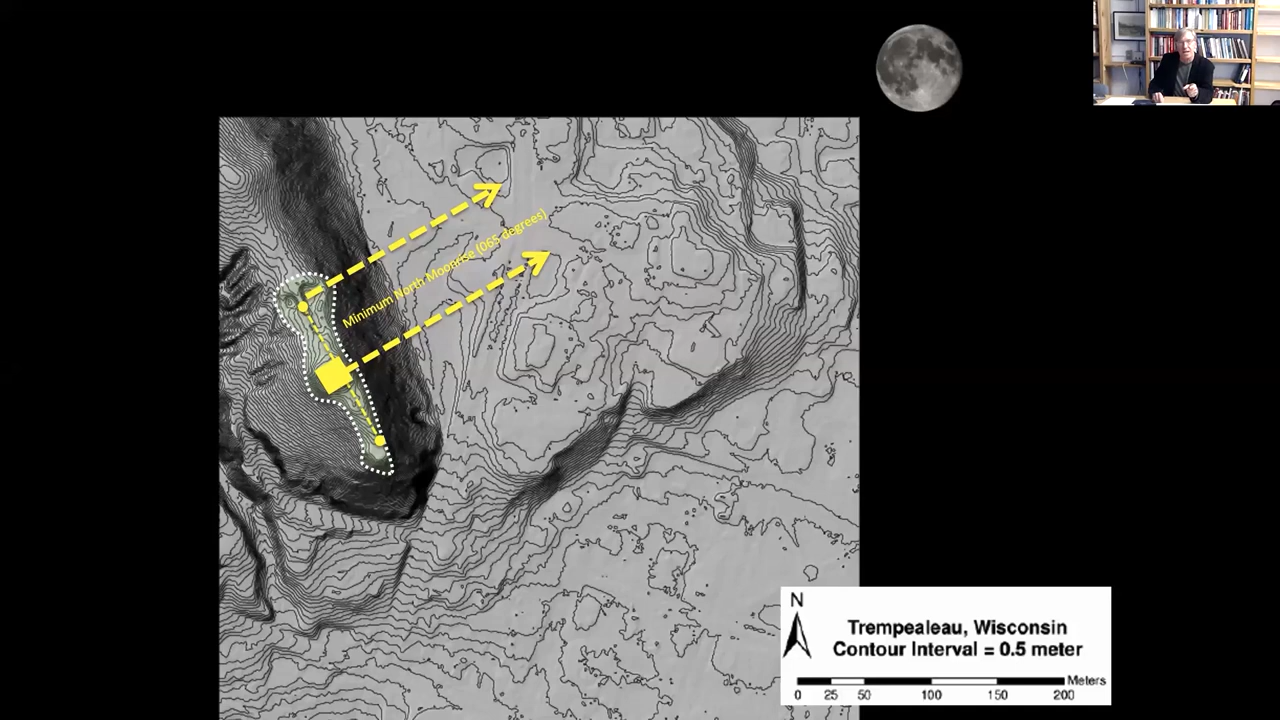 Minimum North Moonrise (065 degrees)
N
Trempealeau, Wisconsin
Contour Interval = 0.5 meter
Meters
0 25 50 100 150 200